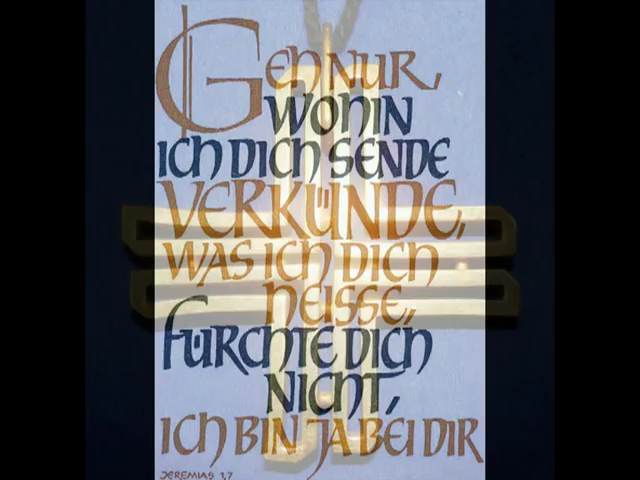 GEH NUR,
WOHIN
ICH DICH SENDE
VERKÜNDE,
WAS ICH DICH
HEISSE,
FÜRCHTE DICH
NICHT,
ICH BIN JA BEI DIR
JEREMIAS 1,7